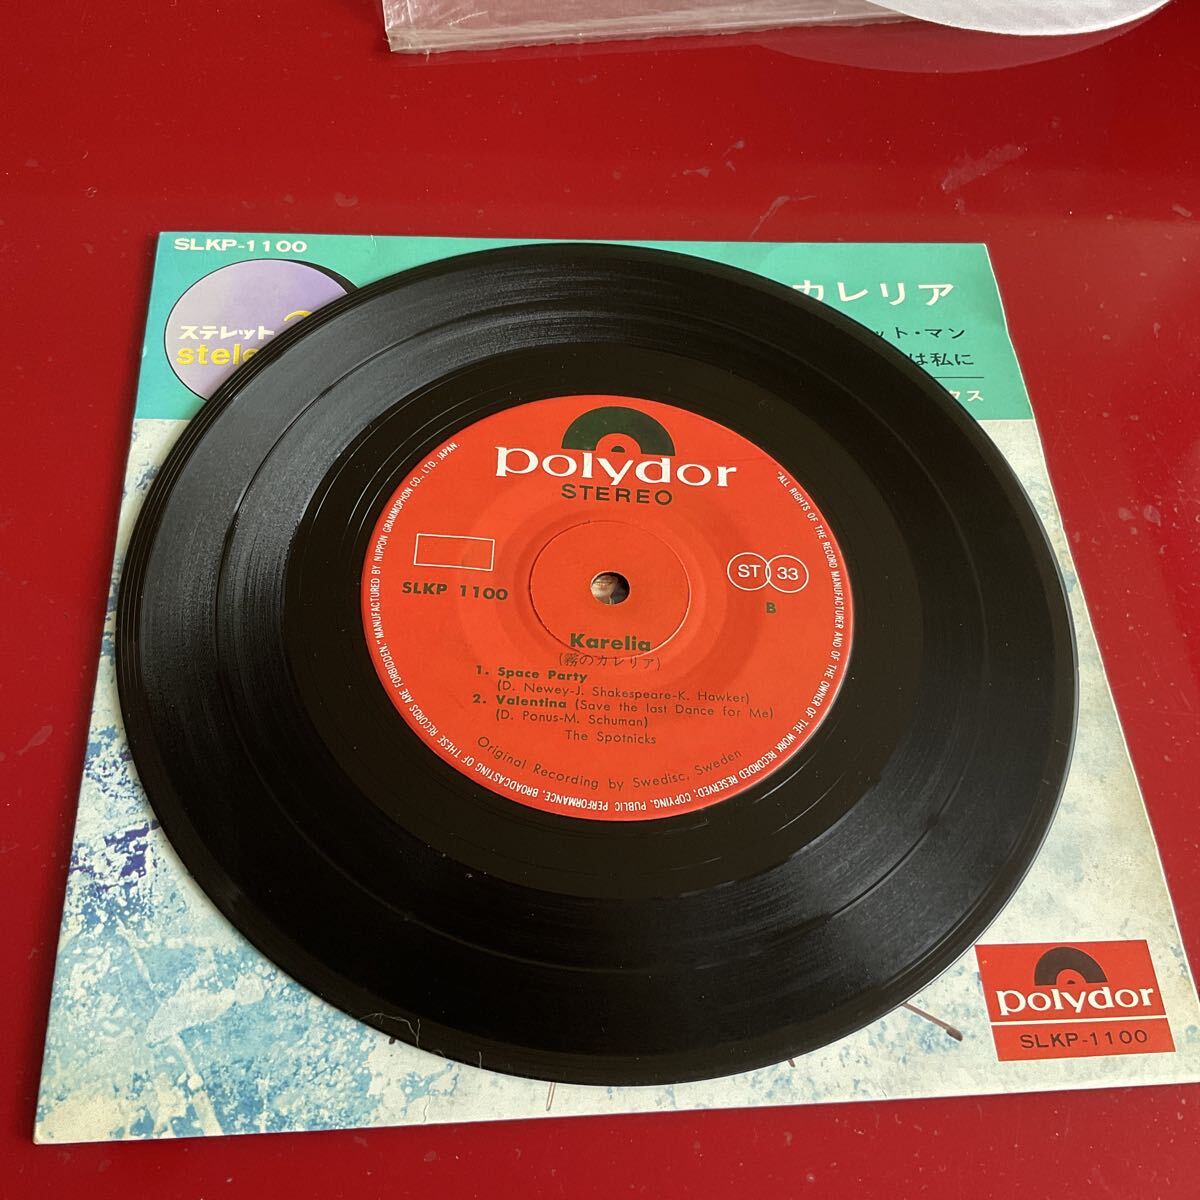 SLKP-1100
ステレット
カレリア
ット・マン
は私に
クス
polydor
STEREO
SLKP 1100
ST 33
B
Karelia
(霧のカレリア)
1. Space Party
(D. Newey-J. Shakespeare-K. Hawker)
2. Valentina (Save the last Dance for Me)
(D. Ponus-M. Schuman)
The Spotnicks
Original Recording by Swedisc, Sweden
"ALL RIGHTS OF THE RECORD MANUFACTURER AND OF THE OWNER OF THE WORK RECORDED RESERVED; COPYING, PUBLIC PERFORMANCE, BROADCASTING OF THESE RECORDS ARE FORBIDDEN." MANUFACTURED BY NIPPON GRAMMOPHON CO., LTD. JAPAN.
polydor
SLKP-1100